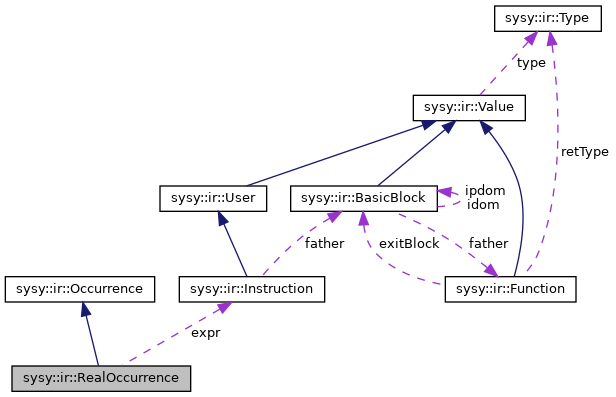 sysy::ir::Type
type
sysy::ir::Value
retType
sysy::ir::User
sysy::ir::BasicBlock
ipdom
idom
father
exitBlock
father
sysy::ir::Occurrence
sysy::ir::Instruction
sysy::ir::Function
expr
sysy::ir::RealOccurrence